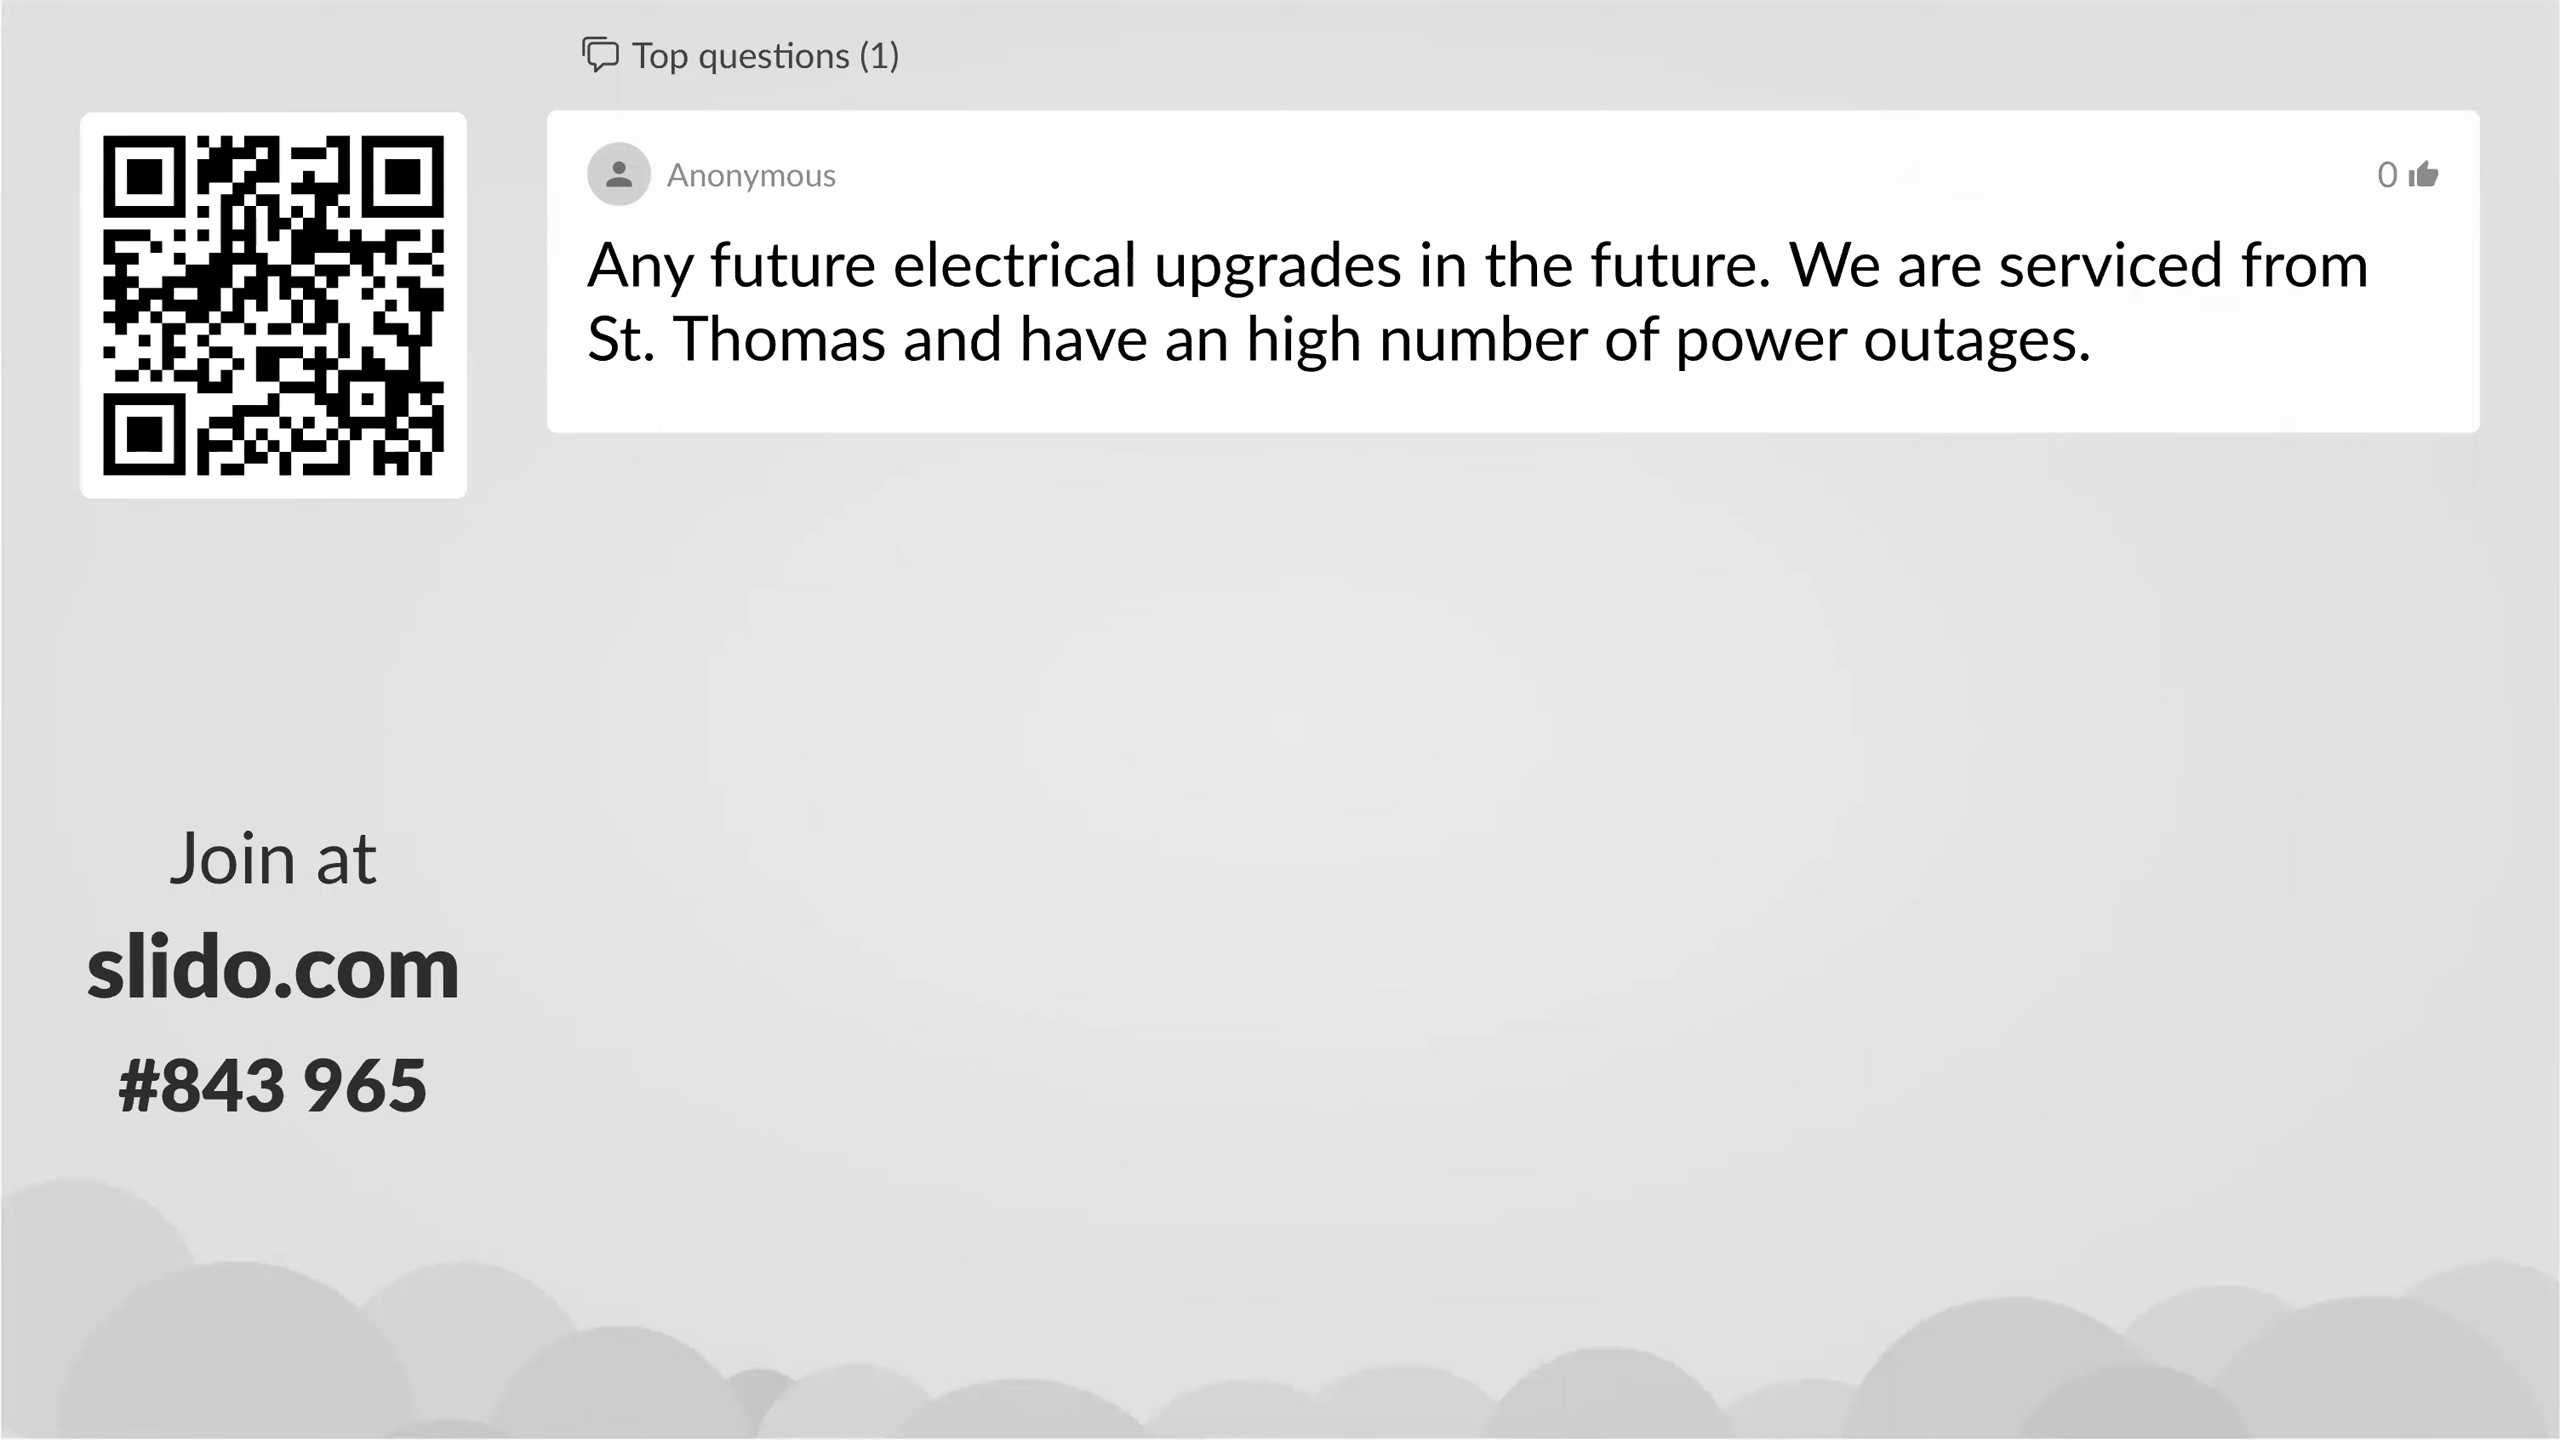 Top questions (1)
Anonymous
0
Any future electrical upgrades in the future. We are serviced from
St. Thomas and have an high number of power outages.
Join at
slido.com
#843 965